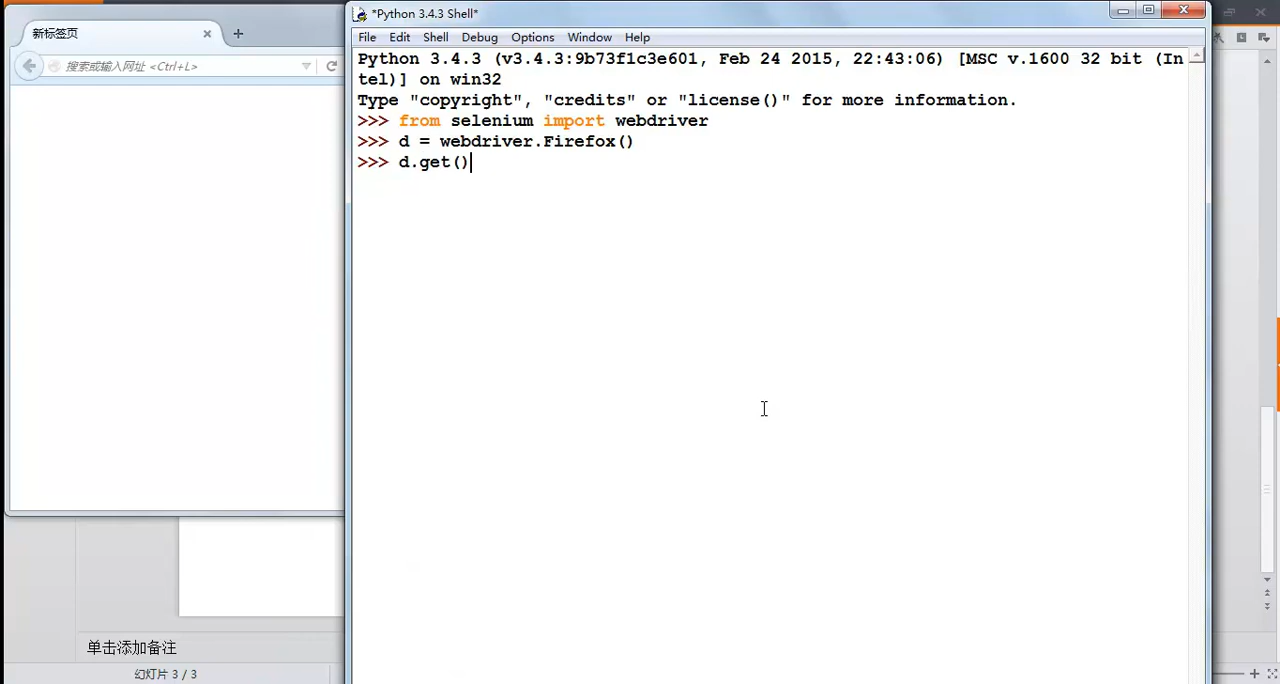 新标签页
搜索或输入网址 <Ctrl+L>
*Python 3.4.3 Shell*
File Edit Shell Debug Options Window Help
Python 3.4.3 (v3.4.3:9b73f1c3e601, Feb 24 2015, 22:43:06) [MSC v.1600 32 bit (In
tel)] on win32
Type "copyright", "credits" or "license()" for more information.
>>> from selenium import webdriver
>>> d = webdriver.Firefox()
>>> d.get()
单击添加备注
幻灯片 3 / 3